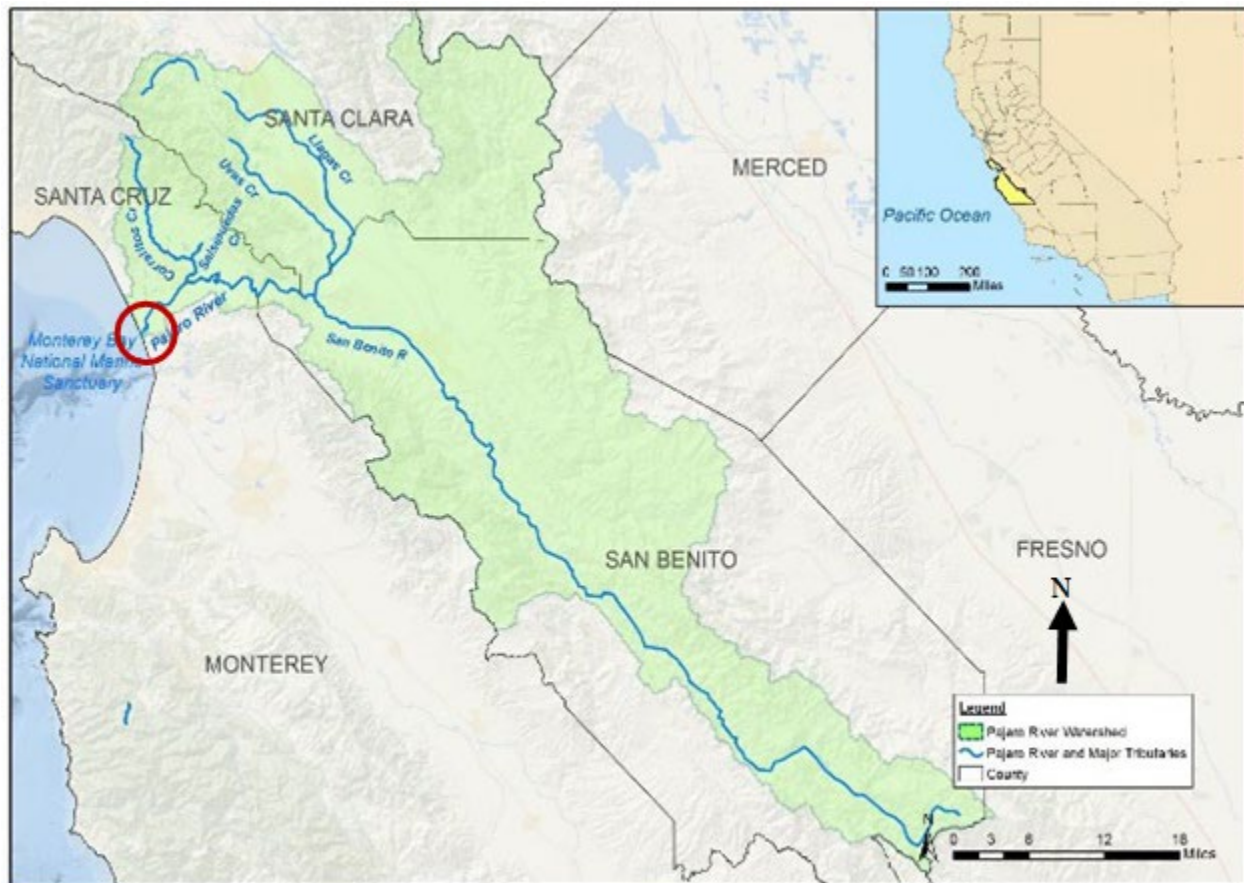 SANTA CLARA
Llagas Cr
Uvas Cr
MERCED
SANTA CRUZ
Salsipuedes
Cr
Corralitos Cr
Pajaro River
Monterey Bay
National Marine
Sanctuary
San Benito R
SAN BENITO
FRESNO
N
MONTEREY
Pacific Ocean
0 50 100 200
Miles
Legend
Pajaro River Watershed
Pajaro River and Major Tributaries
County
N
0 3 6 12 18
Miles